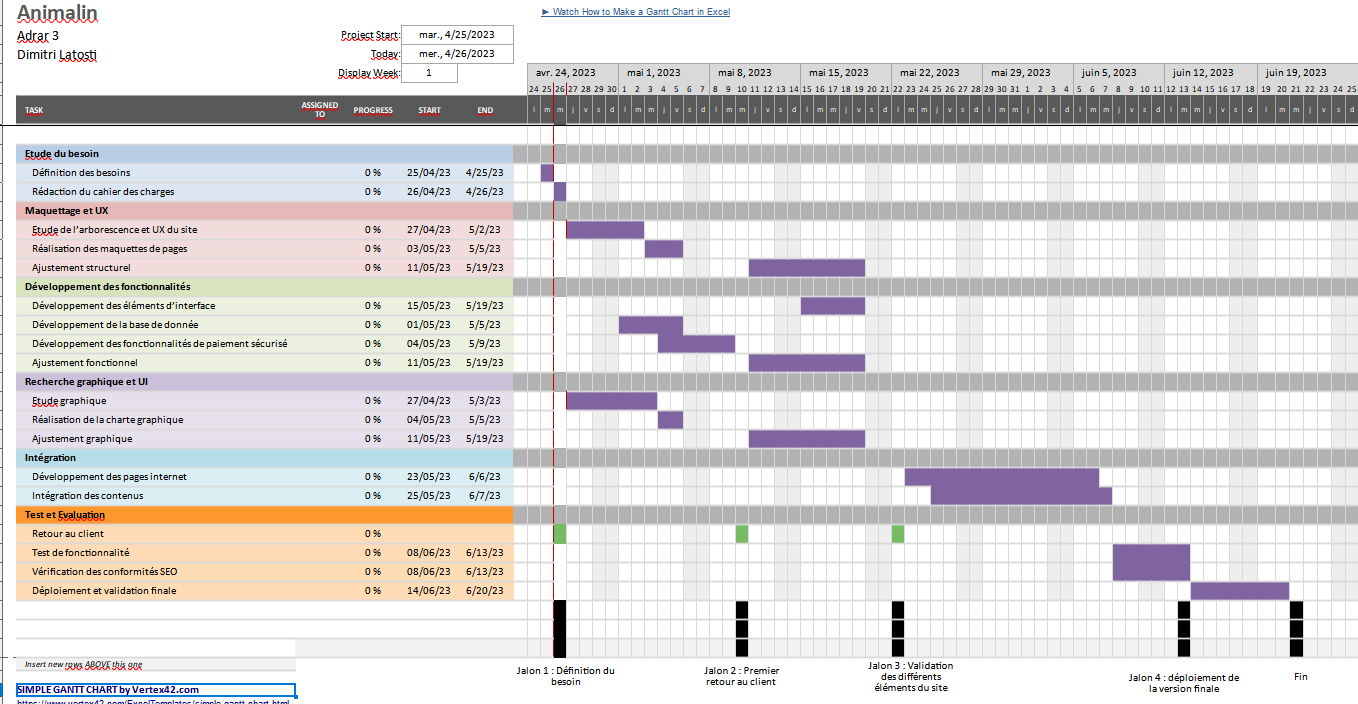 Animalin
► Watch How to Make a Gantt Chart in Excel
Adrar 3
Project Start: mar., 4/25/2023
Dimitri Latosti
Today: mer., 4/26/2023
Display Week: 1
avr. 24, 2023 mai 1, 2023 mai 8, 2023 mai 15, 2023 mai 22, 2023 mai 29, 2023 juin 5, 2023 juin 12, 2023 juin 19, 2023
24 25 26 27 28 29 30 1 2 3 4 5 6 7 8 9 10 11 12 13 14 15 16 17 18 19 20 21 22 23 24 25 26 27 28 29 30 31 1 2 3 4 5 6 7 8 9 10 11 12 13 14 15 16 17 18 19 20 21 22 23 24 25
TASK ASSIGNED TO PROGRESS START END l m m j v s d l m m j v s d l m m j v s d l m m j v s d l m m j v s d l m m j v s d l m m j v s d l m m j v s d l m m j v s d
Etude du besoin
Définition des besoins 0 % 25/04/23 4/25/23
Rédaction du cahier des charges 0 % 26/04/23 4/26/23
Maquettage et UX
Etude de l'arborescence et UX du site 0 % 27/04/23 5/2/23
Réalisation des maquettes de pages 0 % 03/05/23 5/5/23
Ajustement structurel 0 % 11/05/23 5/19/23
Développement des fonctionnalités
Développement des éléments d'interface 0 % 15/05/23 5/19/23
Développement de la base de donnée 0 % 01/05/23 5/5/23
Développement des fonctionnalités de paiement sécurisé 0 % 04/05/23 5/9/23
Ajustement fonctionnel 0 % 11/05/23 5/19/23
Recherche graphique et UI
Etude graphique 0 % 27/04/23 5/3/23
Réalisation de la charte graphique 0 % 04/05/23 5/5/23
Ajustement graphique 0 % 11/05/23 5/19/23
Intégration
Développement des pages internet 0 % 23/05/23 6/6/23
Intégration des contenus 0 % 25/05/23 6/7/23
Test et Evaluation
Retour au client 0 %
Test de fonctionnalité 0 % 08/06/23 6/13/23
Vérification des conformités SEO 0 % 08/06/23 6/13/23
Déploiement et validation finale 0 % 14/06/23 6/20/23
Insert new rows ABOVE this one
Jalon 1 : Définition du
besoin
Jalon 2 : Premier
retour au client
Jalon 3 : Validation
des différents
éléments du site
Jalon 4 : déploiement de
la version finale
Fin
SIMPLE GANTT CHART by Vertex42.com
https://www.vertex42.com/ExcelTemplates/simple-gantt-chart.html